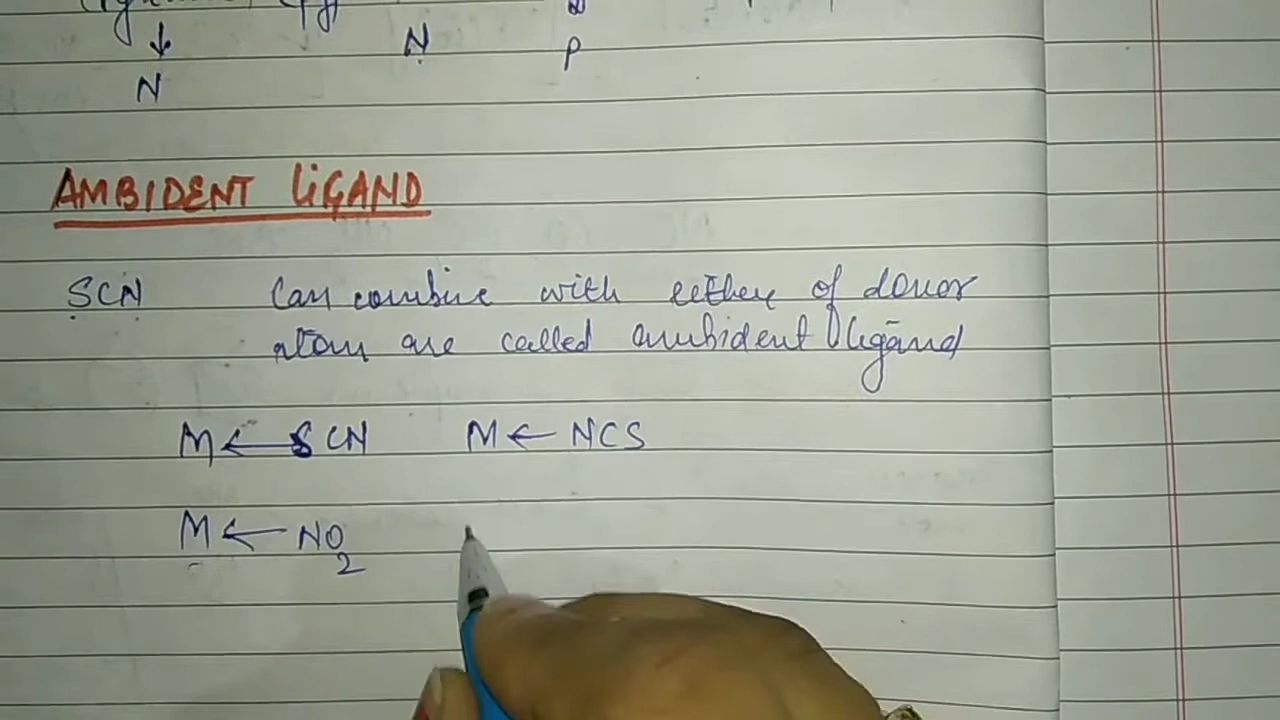 N P
N
AMBIDENT LIGAND
SCN Can combine with either of donor
atom are called ambident ligand
M ← SCN M ← NCS
M ← NO2